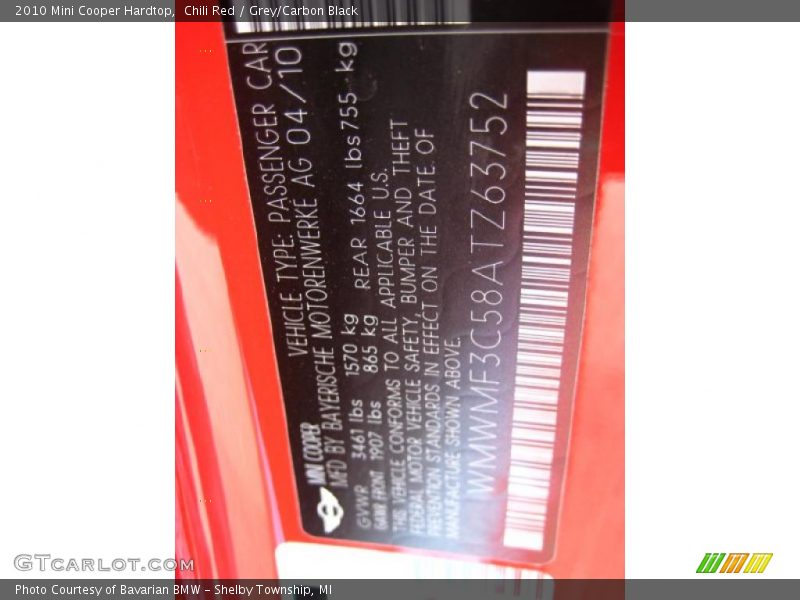 2010 Mini Cooper Hardtop, Chili Red / Grey/Carbon Black
MINI COOPER VEHICLE TYPE: PASSENGER CAR
MFD BY BAYERISCHE MOTORENWERKE AG 04/10
GVWR 3461 lbs 1570 kg
GAWR FRONT 1907 lbs 865 kg REAR 1664 lbs 755 kg
THIS VEHICLE CONFORMS TO ALL APPLICABLE U.S.
FEDERAL MOTOR VEHICLE SAFETY, BUMPER AND THEFT
PREVENTION STANDARDS IN EFFECT ON THE DATE OF
MANUFACTURE SHOWN ABOVE.
WMWMF3C58ATZ63752
GTCarLot.com
Photo Courtesy of Bavarian BMW - Shelby Township, MI